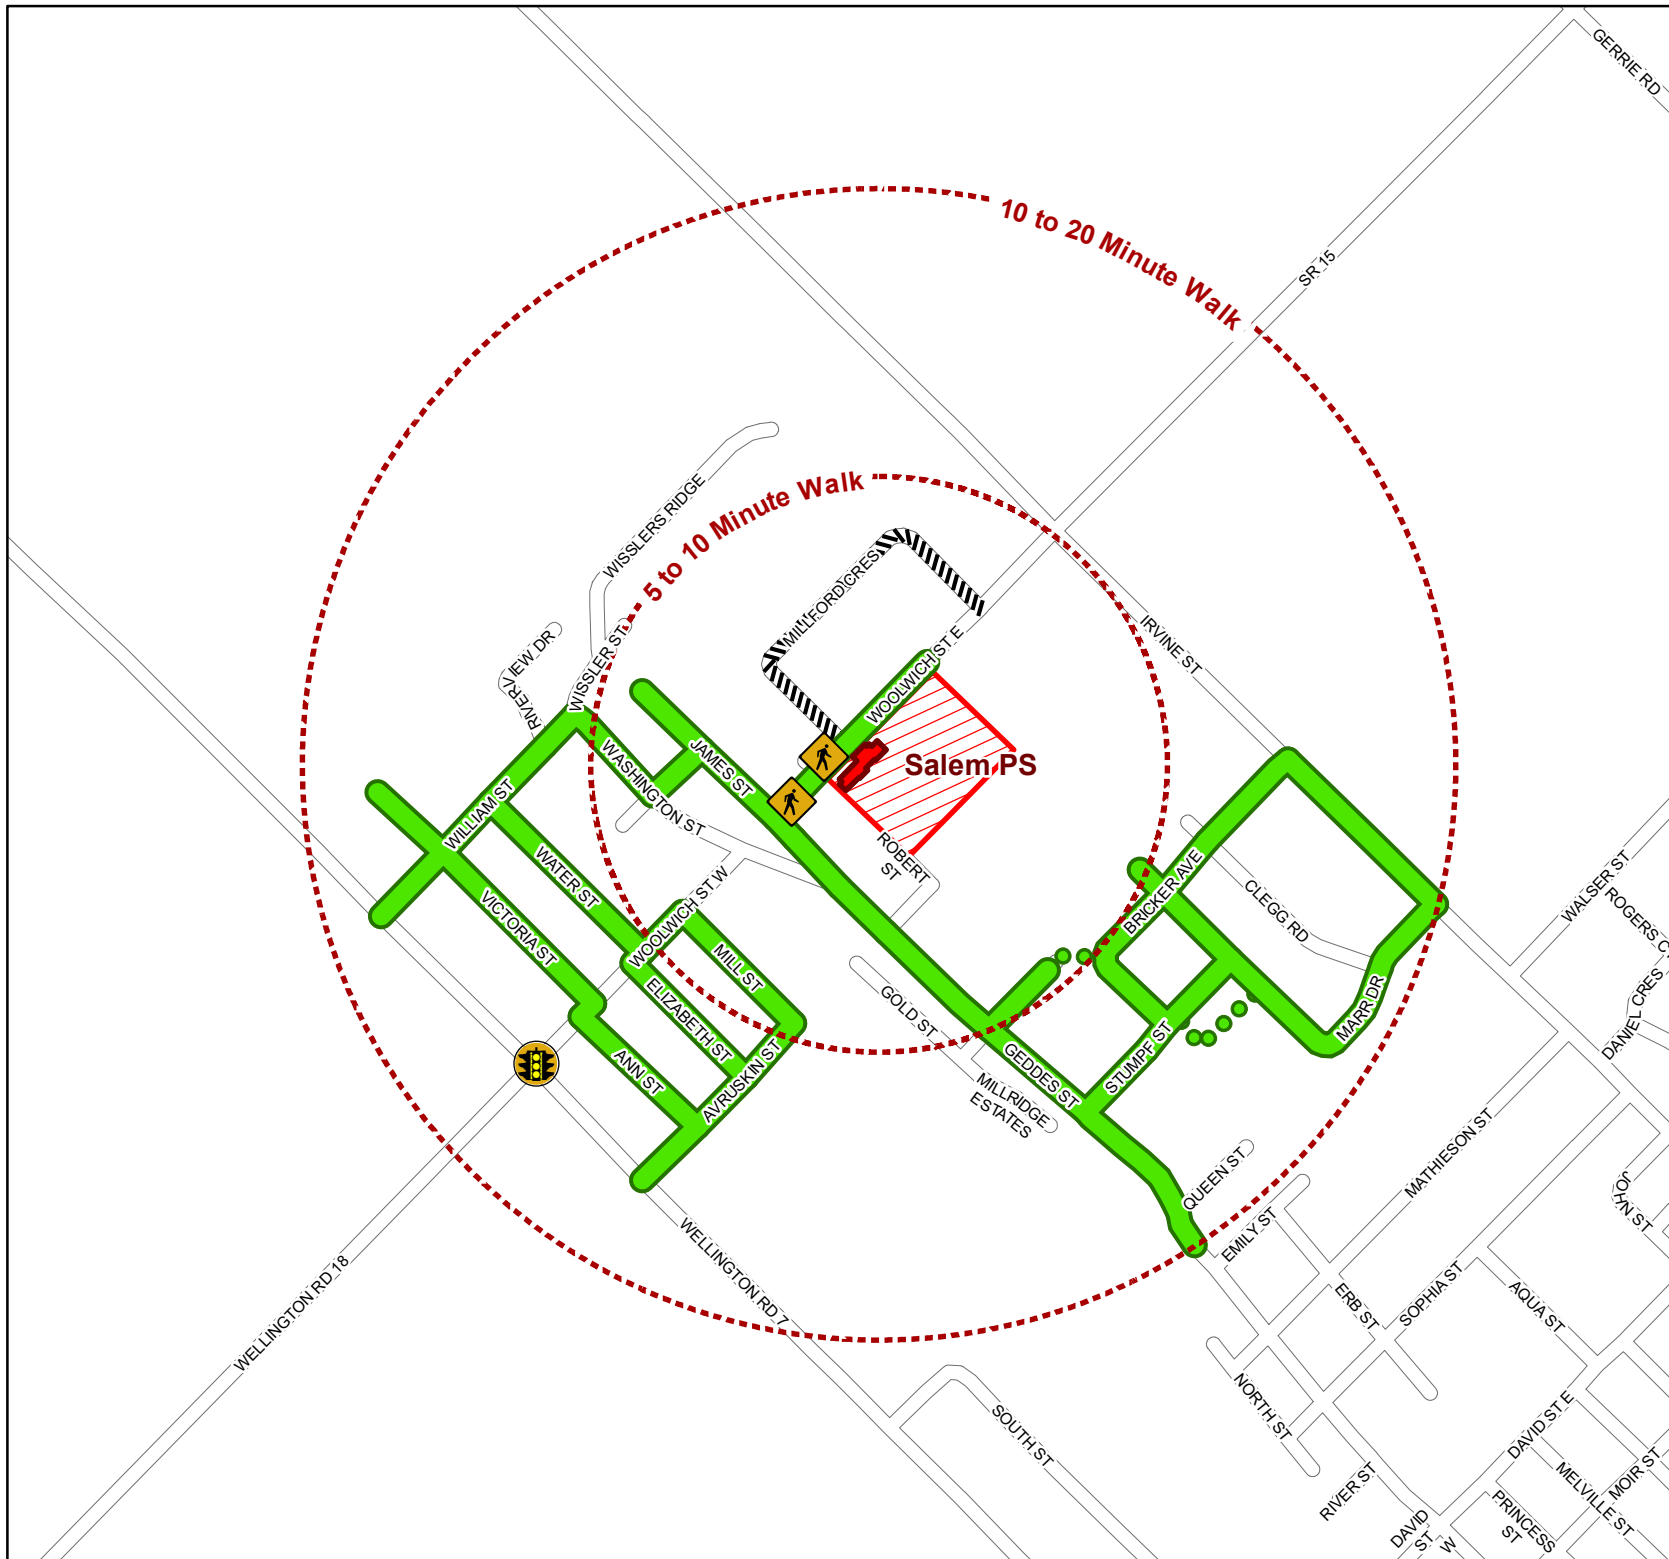 GERRIE RD
10 to 20 Minute Walk
SR 15
5 to 10 Minute Walk
WISSLERS RIDGE
MILLFORD CRES
WOOLWICH ST E
IRVINE ST
RIVERVIEW DR
WISSLER ST
JAMES ST
WASHINGTON ST
Salem PS
WILLIAM ST
ROBERT
ST
WATER ST
VICTORIA ST
WOOLWICH ST W
MILL ST
ELIZABETH ST
ANN ST
AVRUSKIN ST
GOLD ST
GEDDES ST
MILLRIDGE
ESTATES
STUMPF ST
BRICKER AVE
CLEGG RD
MARR DR
WALSER ST
ROGERS C
DANIEL CRES
MATHIESON ST
JOHN ST
QUEEN ST
EMILY ST
ERB ST
SOPHIA ST
AQUA ST
WELLINGTON RD 18
WELLINGTON RD 7
SOUTH ST
NORTH ST
RIVER ST
DAVID
ST W
DAVID ST E
MELVILLE ST
MOIR ST
PRINCESS
ST